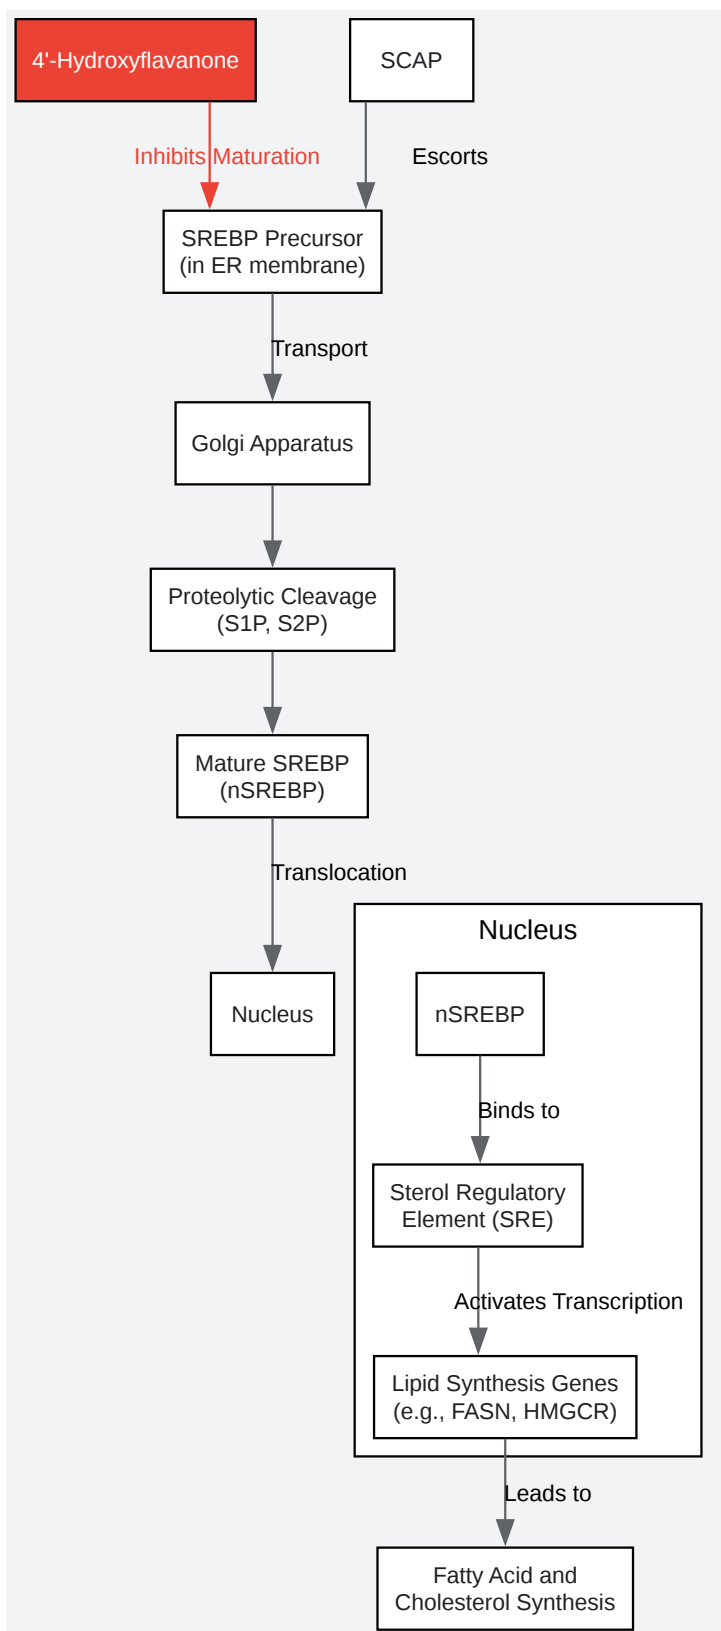 4'-Hydroxyflavanone
SCAP
Inhibits Maturation
Escorts
SREBP Precursor
(in ER membrane)
Transport
Golgi Apparatus
Proteolytic Cleavage
(S1P, S2P)
Mature SREBP
(nSREBP)
Translocation
Nucleus
Nucleus
nSREBP
Binds to
Sterol Regulatory
Element (SRE)
Activates Transcription
Lipid Synthesis Genes
(e.g., FASN, HMGCR)
Leads to
Fatty Acid and
Cholesterol Synthesis